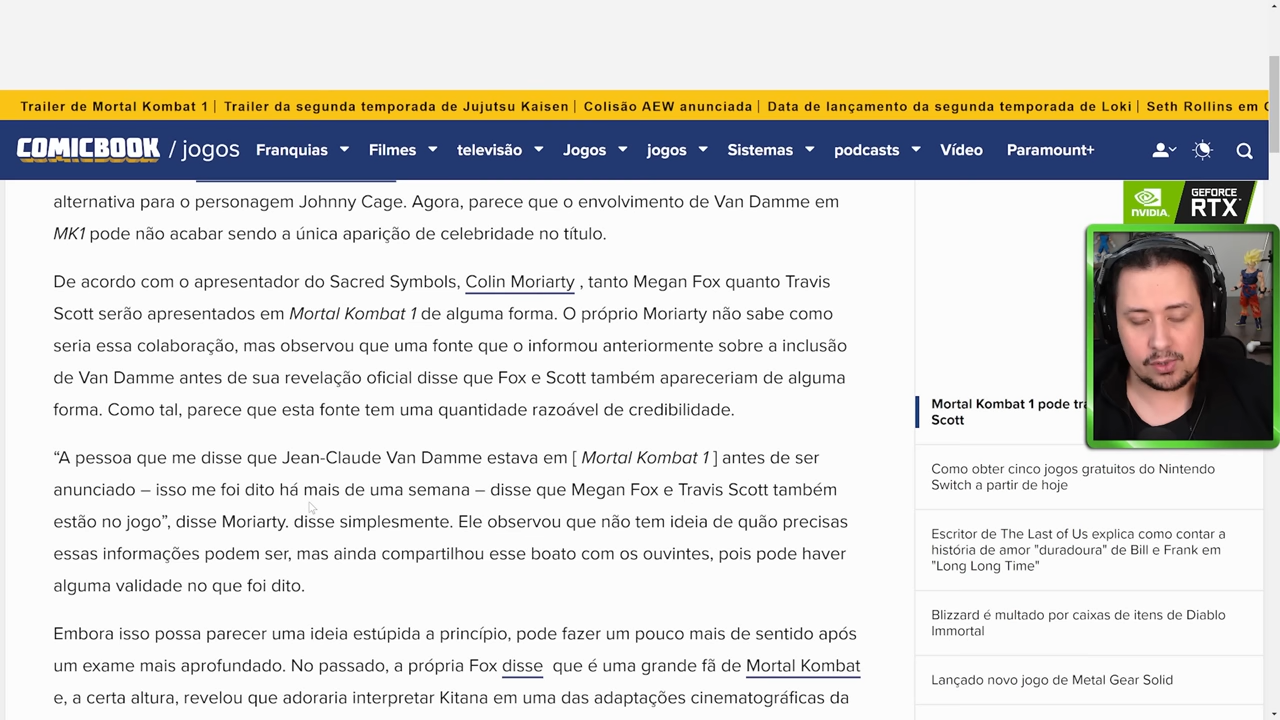 Trailer de Mortal Kombat 1 | Trailer da segunda temporada de Jujutsu Kaisen | Colisão AEW anunciada | Data de lançamento da segunda temporada de Loki | Seth Rollins em
COMICBOOK / jogos Franquias Filmes televisão Jogos jogos Sistemas podcasts Vídeo Paramount+
alternativa para o personagem Johnny Cage. Agora, parece que o envolvimento de Van Damme em
MK1 pode não acabar sendo a única aparição de celebridade no título.
De acordo com o apresentador do Sacred Symbols, Colin Moriarty , tanto Megan Fox quanto Travis
Scott serão apresentados em Mortal Kombat 1 de alguma forma. O próprio Moriarty não sabe como
seria essa colaboração, mas observou que uma fonte que o informou anteriormente sobre a inclusão
de Van Damme antes de sua revelação oficial disse que Fox e Scott também apareceriam de alguma
forma. Como tal, parece que esta fonte tem uma quantidade razoável de credibilidade.
“A pessoa que me disse que Jean-Claude Van Damme estava em [ Mortal Kombat 1 ] antes de ser
anunciado – isso me foi dito há mais de uma semana – disse que Megan Fox e Travis Scott também
estão no jogo”, disse Moriarty. disse simplesmente. Ele observou que não tem ideia de quão precisas
essas informações podem ser, mas ainda compartilhou esse boato com os ouvintes, pois pode haver
alguma validade no que foi dito.
Embora isso possa parecer uma ideia estúpida a princípio, pode fazer um pouco mais de sentido após
um exame mais aprofundado. No passado, a própria Fox disse que é uma grande fã de Mortal Kombat
e, a certa altura, revelou que adoraria interpretar Kitana em uma das adaptações cinematográficas da
NVIDIA.
GEFORCE
RTX
Mortal Kombat 1 pode
Scott
Como obter cinco jogos gratuitos do Nintendo
Switch a partir de hoje
Escritor de The Last of Us explica como contar a
história de amor "duradoura" de Bill e Frank em
"Long Long Time"
Blizzard é multado por caixas de itens de Diablo
Immortal
Lançado novo jogo de Metal Gear Solid